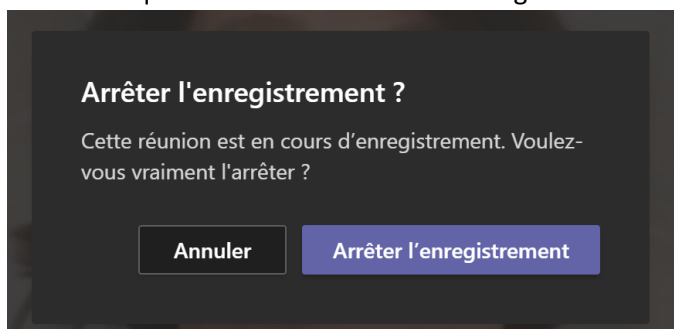 Arrêter l'enregistrement ?
Cette réunion est en cours d’enregistrement. Voulez-
vous vraiment l'arrêter ?
Annuler
Arrêter l’enregistrement